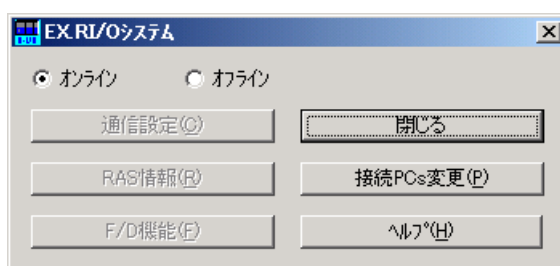 EX.RI/Oシステム
オンライン オフライン
通信設定(C) 閉じる
RAS情報(R) 接続PCs変更(P)
F/D機能(F) ﾍﾙﾌﾟ(H)